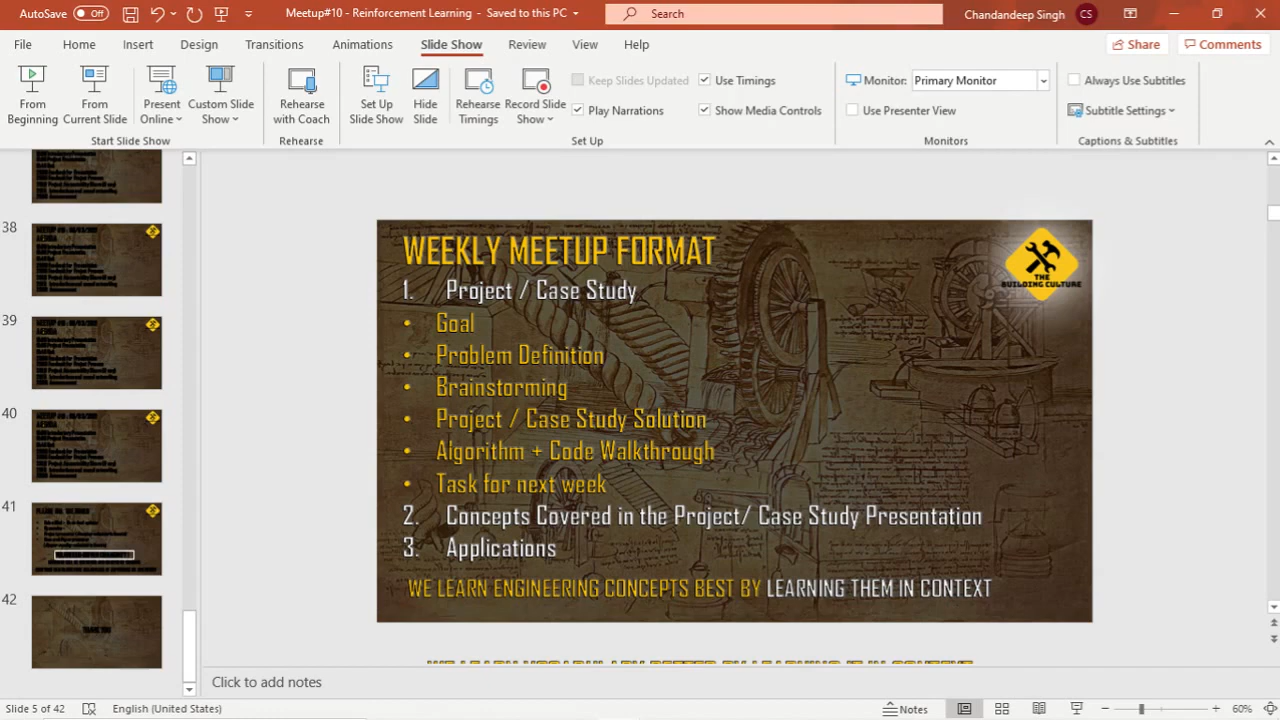 AutoSave Off Meetup#10 - Reinforcement Learning - Saved to this PC Search Chandandeep Singh CS
File Home Insert Design Transitions Animations Slide Show Review View Help Share Comments
From Beginning
From Current Slide
Present Online
Custom Slide Show
Rehearse with Coach
Set Up Slide Show
Hide Slide
Rehearse Timings
Record Slide Show
Keep Slides Updated
Play Narrations
Use Timings
Show Media Controls
Monitor: Primary Monitor
Use Presenter View
Always Use Subtitles
Subtitle Settings
Start Slide Show Rehearse Set Up Monitors Captions & Subtitles
38
39
40
41
42
THANK YOU
WEEKLY MEETUP FORMAT
1. Project / Case Study
• Goal
• Problem Definition
• Brainstorming
• Project / Case Study Solution
• Algorithm + Code Walkthrough
• Task for next week
2. Concepts Covered in the Project/ Case Study Presentation
3. Applications
WE LEARN ENGINEERING CONCEPTS BEST BY LEARNING THEM IN CONTEXT
THE
BUILDING CULTURE
Click to add notes
Slide 5 of 42 English (United States) Notes 60%